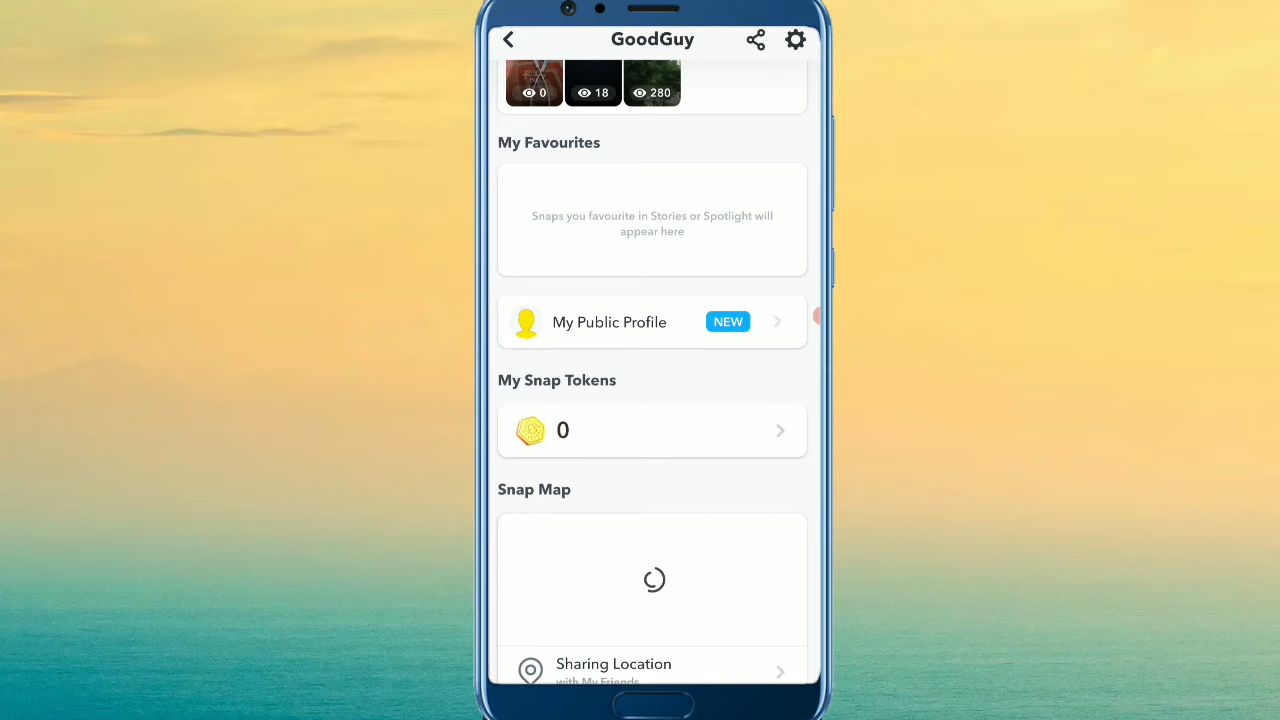 GoodGuy
0
18
280
My Favourites
Snaps you favourite in Stories or Spotlight will
appear here
My Public Profile
NEW
My Snap Tokens
0
Snap Map
Sharing Location
with My Friends